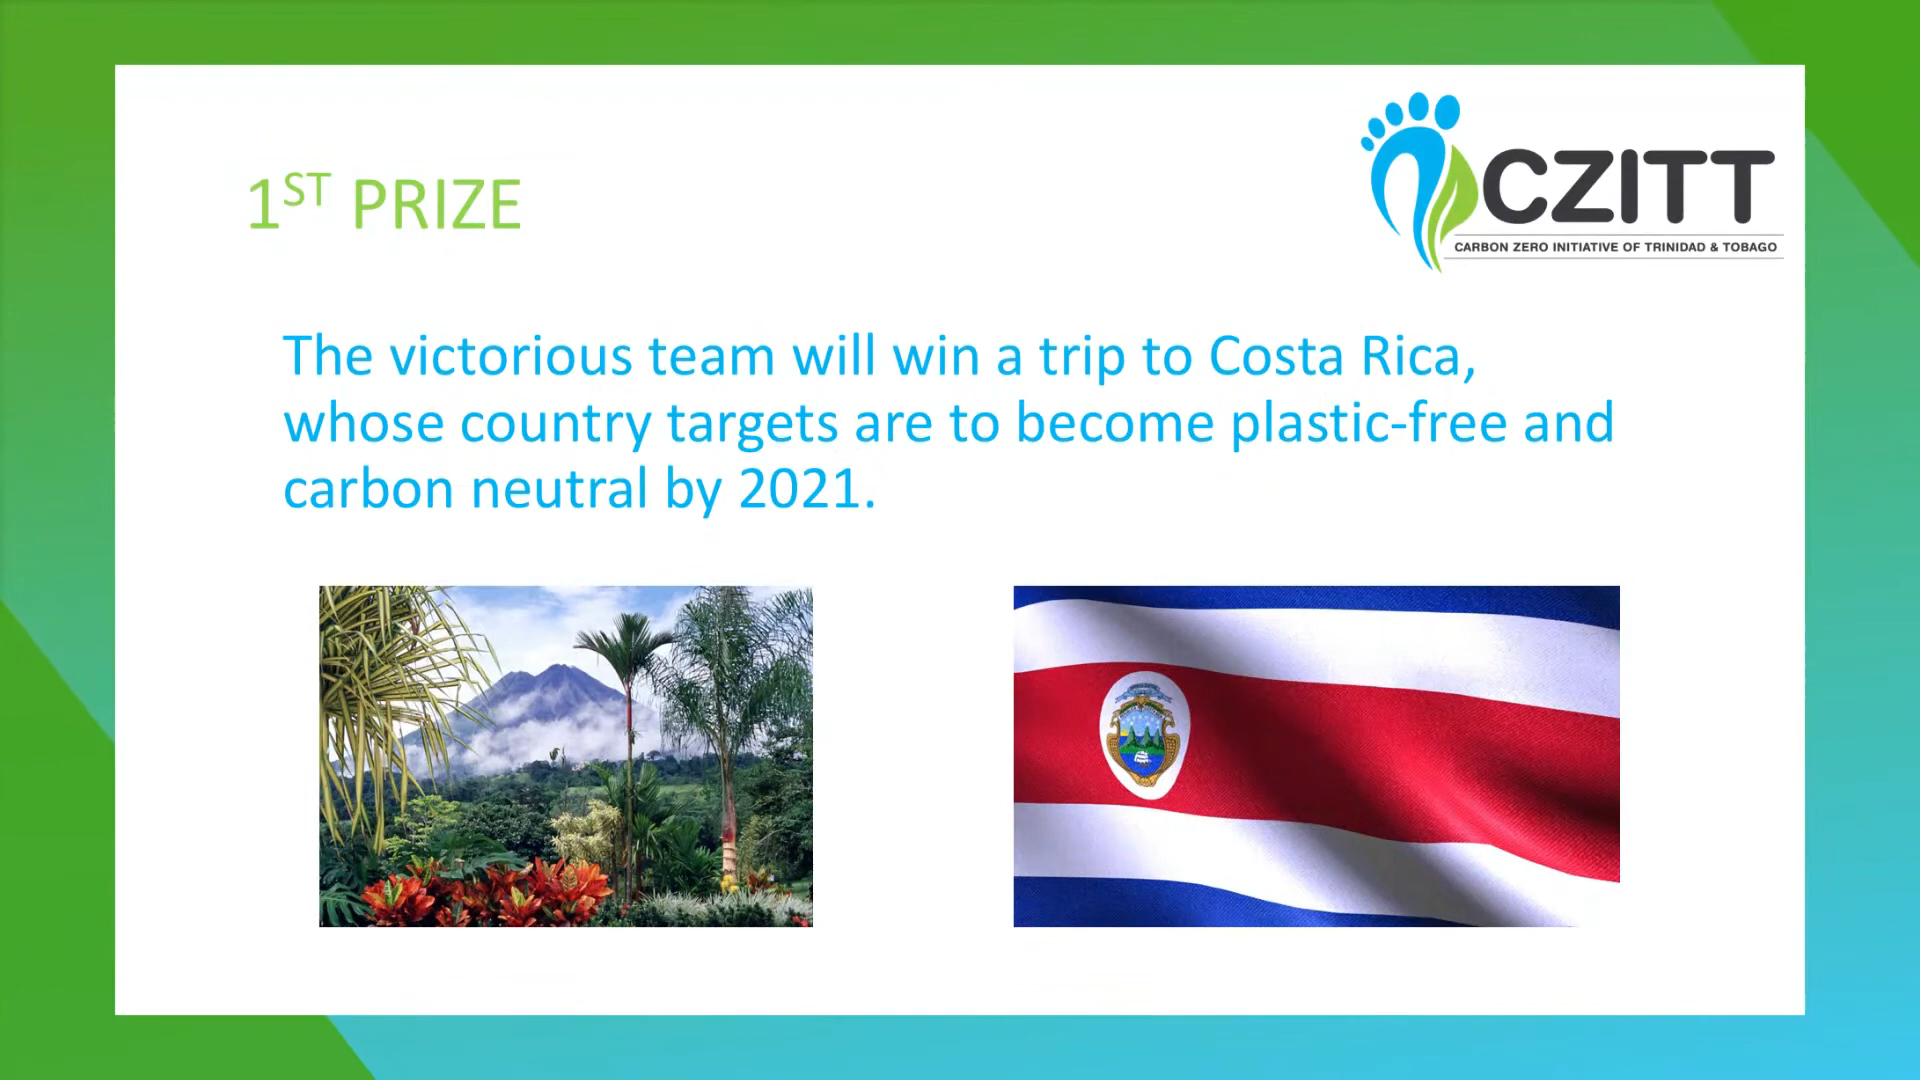 1ST PRIZE
CZITT
CARBON ZERO INITIATIVE OF TRINIDAD & TOBAGO
The victorious team will win a trip to Costa Rica,
whose country targets are to become plastic-free and
carbon neutral by 2021.